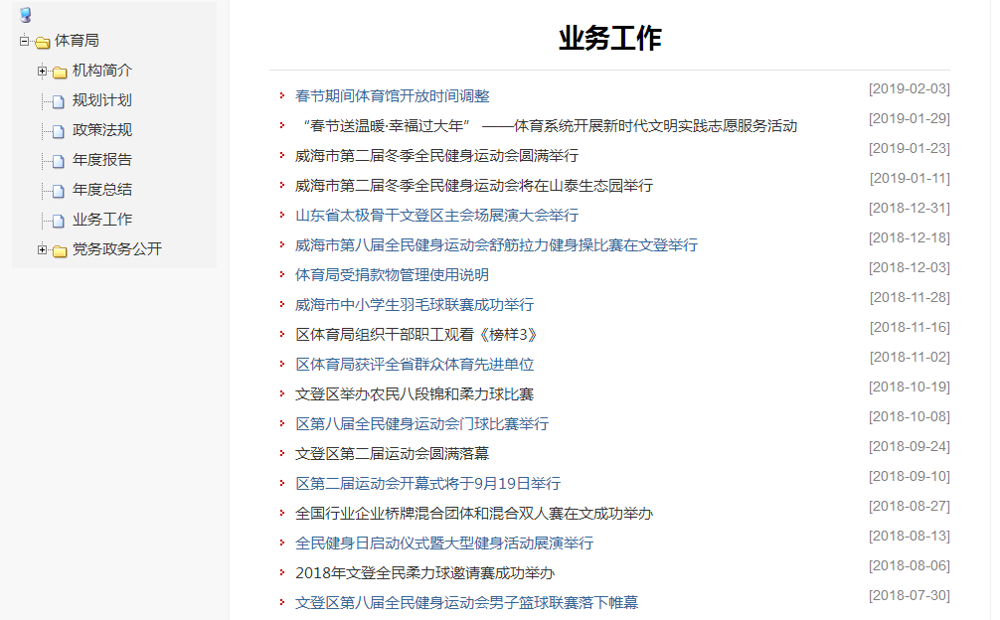 体育局
机构简介
规划计划
政策法规
年度报告
年度总结
业务工作
党务政务公开
业务工作
春节期间体育馆开放时间调整 [2019-02-03]
“春节送温暖·幸福过大年” ——体育系统开展新时代文明实践志愿服务活动 [2019-01-29]
威海市第二届冬季全民健身运动会圆满举行 [2019-01-23]
威海市第二届冬季全民健身运动会将在山泰生态园举行 [2019-01-11]
山东省太极骨干文登区主会场展演大会举行 [2018-12-31]
威海市第八届全民健身运动会舒筋拉力健身操比赛在文登举行 [2018-12-18]
体育局受捐款物管理使用说明 [2018-12-03]
威海市中小学生羽毛球联赛成功举行 [2018-11-28]
区体育局组织干部职工观看《榜样3》 [2018-11-16]
区体育局获评全省群众体育先进单位 [2018-11-02]
文登区举办农民八段锦和柔力球比赛 [2018-10-19]
区第八届全民健身运动会门球比赛举行 [2018-10-08]
文登区第二届运动会圆满落幕 [2018-09-24]
区第二届运动会开幕式将于9月19日举行 [2018-09-10]
全国行业企业桥牌混合团体和混合双人赛在文成功举办 [2018-08-27]
全民健身日启动仪式暨大型健身活动展演举行 [2018-08-13]
2018年文登全民柔力球邀请赛成功举办 [2018-08-06]
文登区第八届全民健身运动会男子篮球联赛落下帷幕 [2018-07-30]